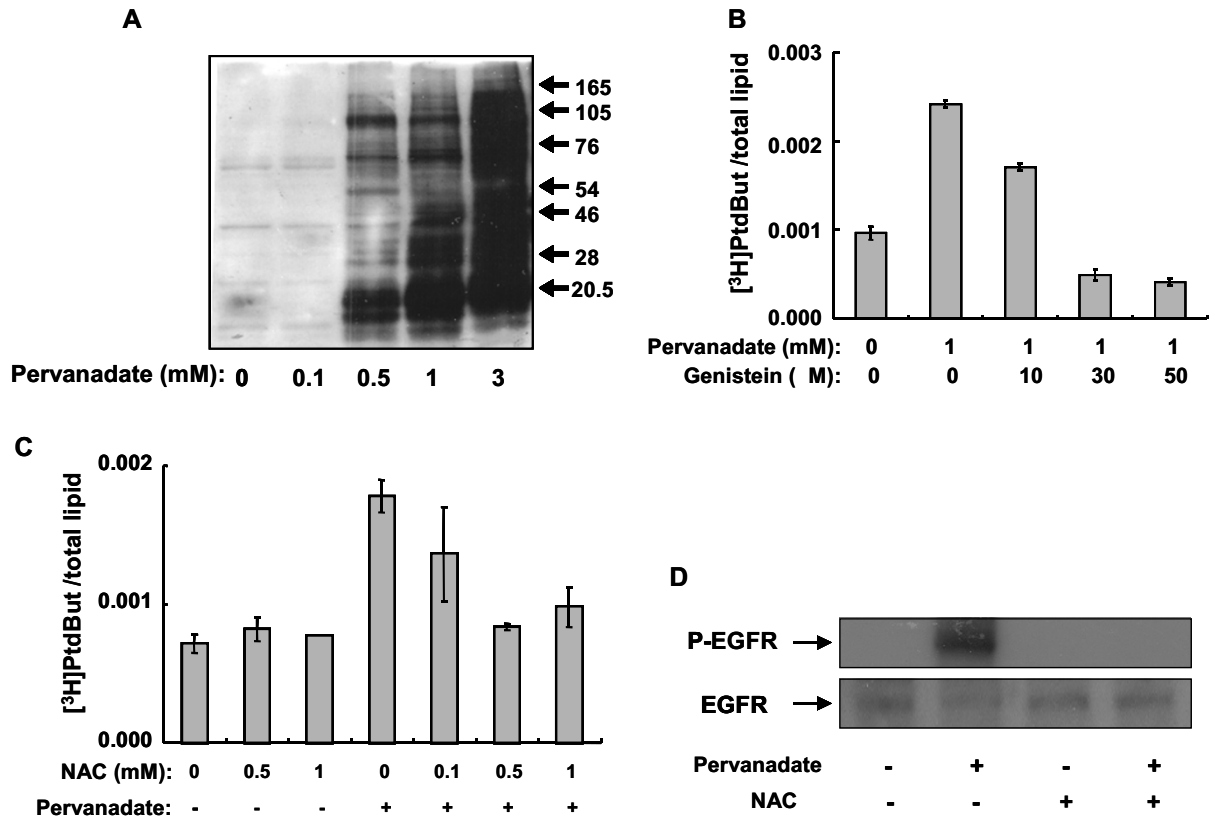 A
165
105
76
54
46
28
20.5
Pervanadate (mM): 0 0.1 0.5 1 3
B
[³H]PtdBut /total lipid
0.003
0.002
0.001
0.000
Pervanadate (mM): 0 1 1 1 1
Genistein ( M): 0 0 10 30 50
C
[³H]PtdBut /total lipid
0.002
0.001
0.000
NAC (mM): 0 0.5 1 0 0.1 0.5 1
Pervanadate: - - - + + + +
D
P-EGFR
EGFR
Pervanadate - + - +
NAC - - + +